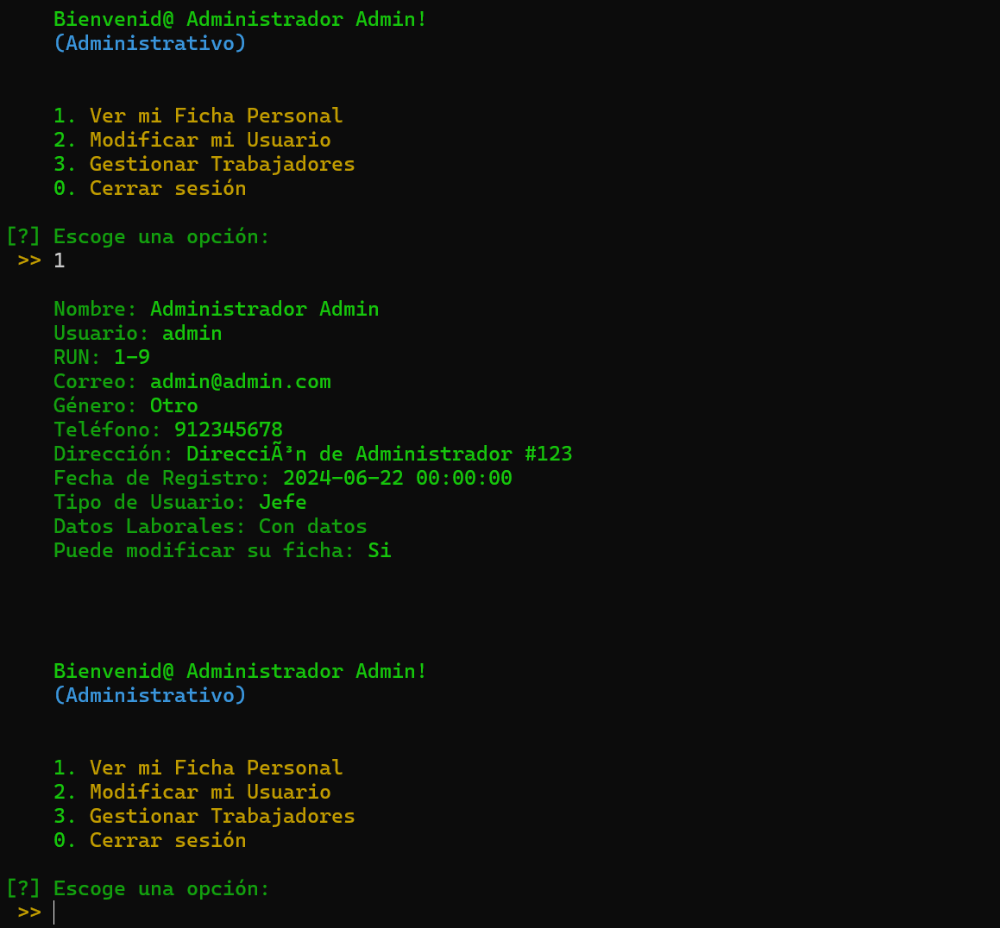 Bienvenid@ Administrador Admin!
(Administrativo)
1. Ver mi Ficha Personal
2. Modificar mi Usuario
3. Gestionar Trabajadores
0. Cerrar sesión
[?] Escoge una opción:
>> 1
Nombre: Administrador Admin
Usuario: admin
RUN: 1-9
Correo: admin@admin.com
Género: Otro
Teléfono: 912345678
Dirección: DirecciÃ³n de Administrador #123
Fecha de Registro: 2024-06-22 00:00:00
Tipo de Usuario: Jefe
Datos Laborales: Con datos
Puede modificar su ficha: Si
Bienvenid@ Administrador Admin!
(Administrativo)
1. Ver mi Ficha Personal
2. Modificar mi Usuario
3. Gestionar Trabajadores
0. Cerrar sesión
[?] Escoge una opción:
>>